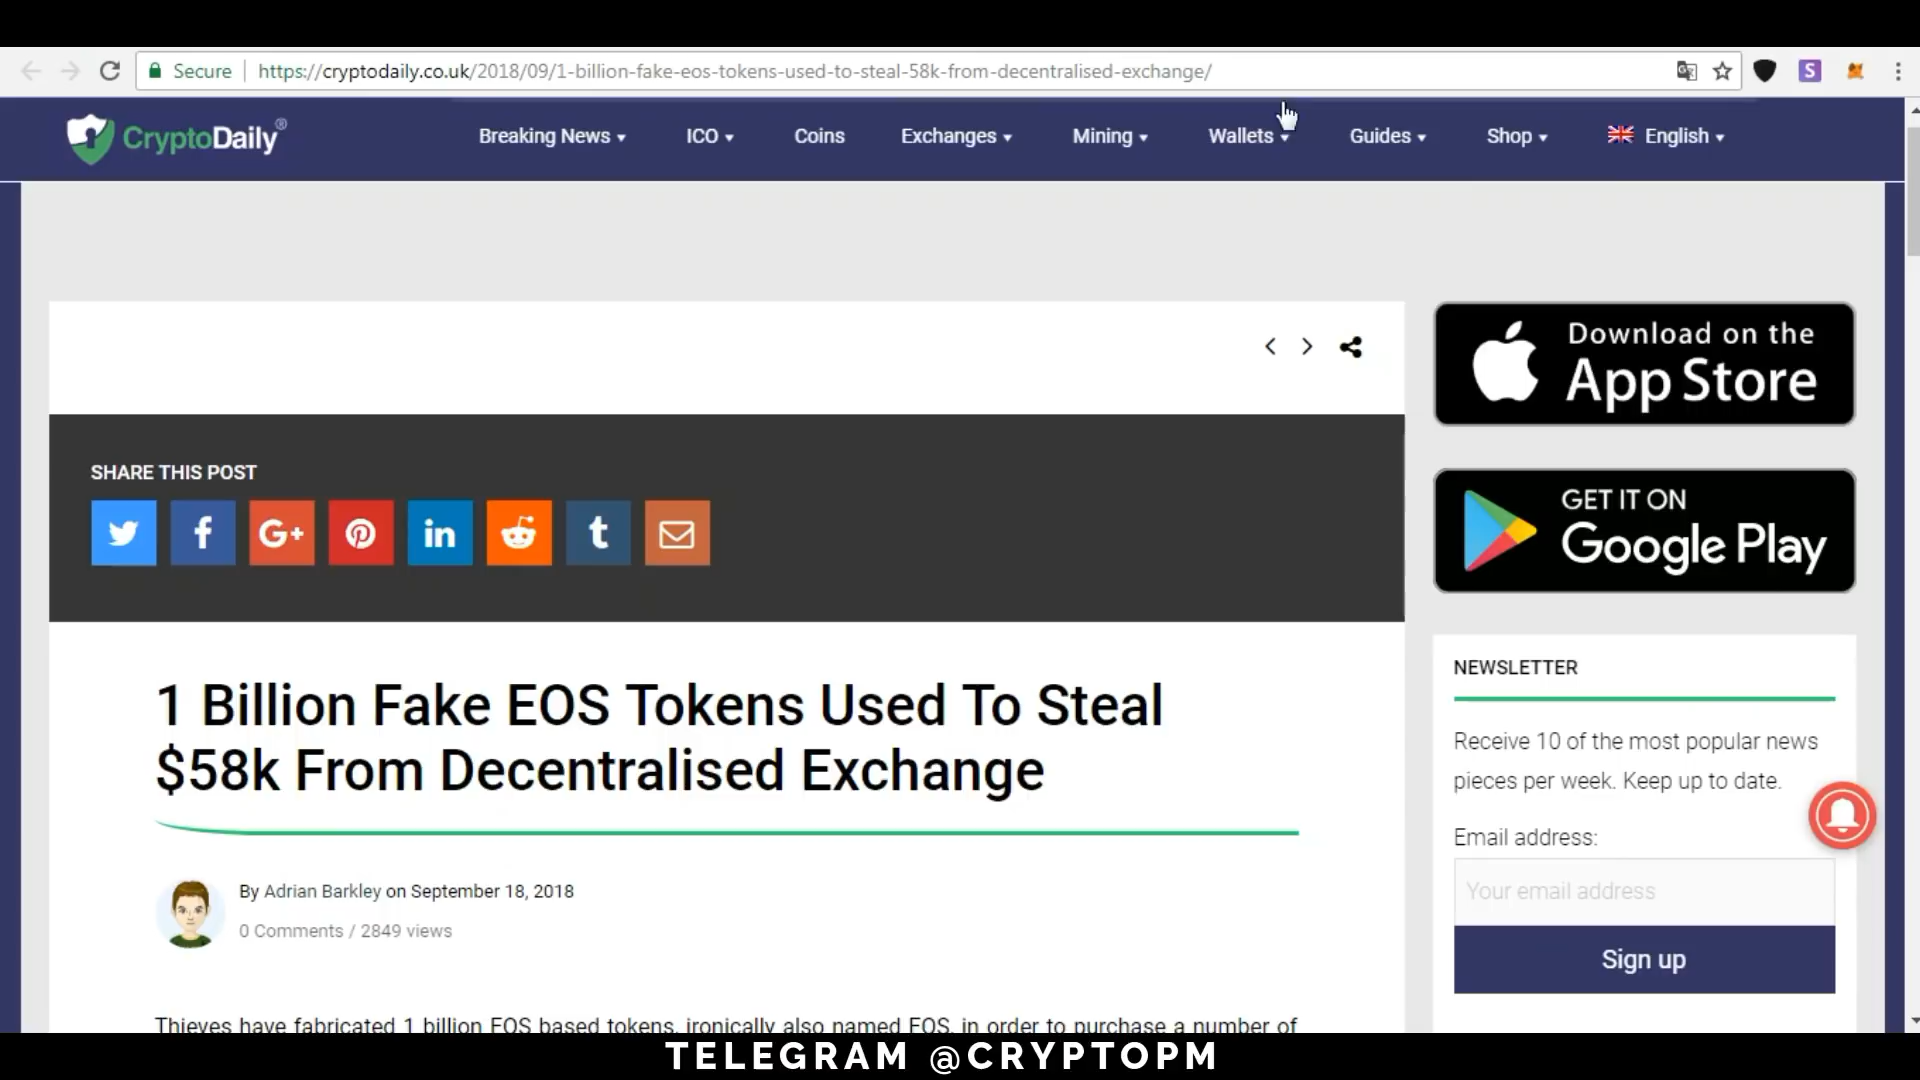 Secure https://cryptodaily.co.uk/2018/09/1-billion-fake-eos-tokens-used-to-steal-58k-from-decentralised-exchange/ S
CryptoDaily® Breaking News ICO Coins Exchanges Mining Wallets Guides Shop English
Download on the
App Store
SHARE THIS POST
G+ in t
GET IT ON
Google Play
1 Billion Fake EOS Tokens Used To Steal
$58k From Decentralised Exchange
By Adrian Barkley on September 18, 2018
0 Comments / 2849 views
Thieves have fabricated 1 billion EOS based tokens, ironically also named EOS, in order to purchase a number of
NEWSLETTER
Receive 10 of the most popular news
pieces per week. Keep up to date.
Email address:
Your email address
Sign up
TELEGRAM @CRYPTOPM